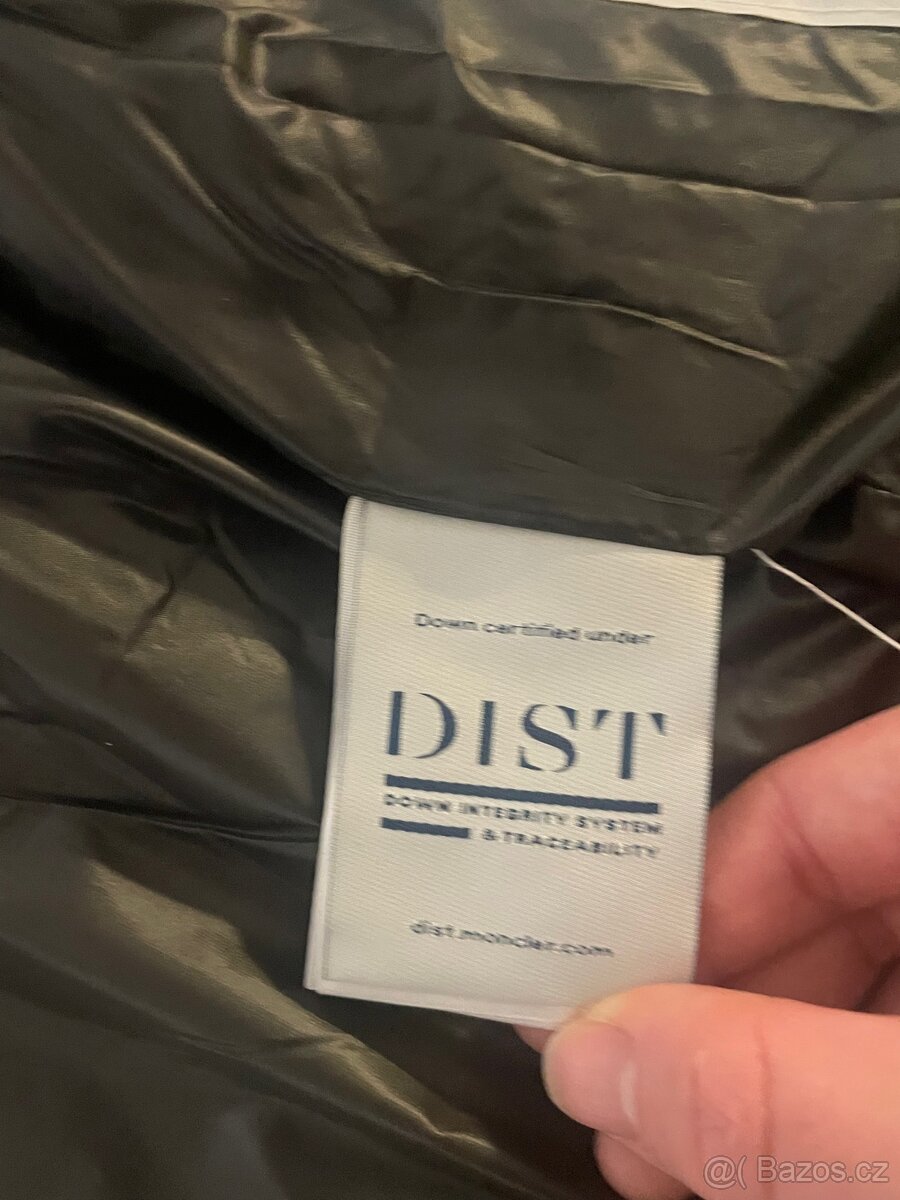 Down certified under
DIST
DOWN INTEGRITY SYSTEM
& TRACEABILITY
dist.moncler.com
@( Bazos.cz